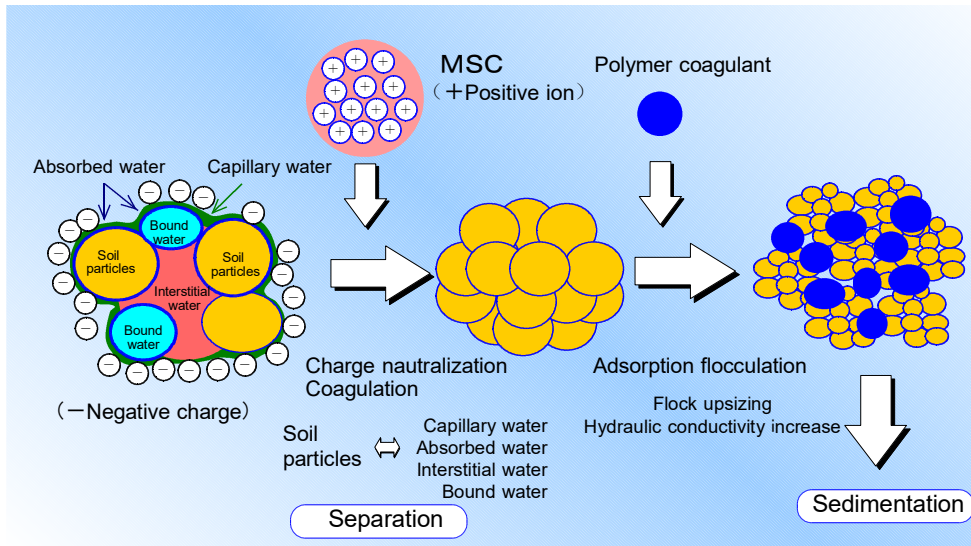 MSC
（＋Positive ion）
Polymer coagulant
Absorbed water
Capillary water
Bound
water
Soil
particles
Soil
particles
Interstitial
water
Bound
water
（－Negative charge）
Charge nautralization
Coagulation
Adsorption flocculation
Flock upsizing
Hydraulic conductivity increase
Soil
particles
Capillary water
Absorbed water
Interstitial water
Bound water
Separation
Sedimentation